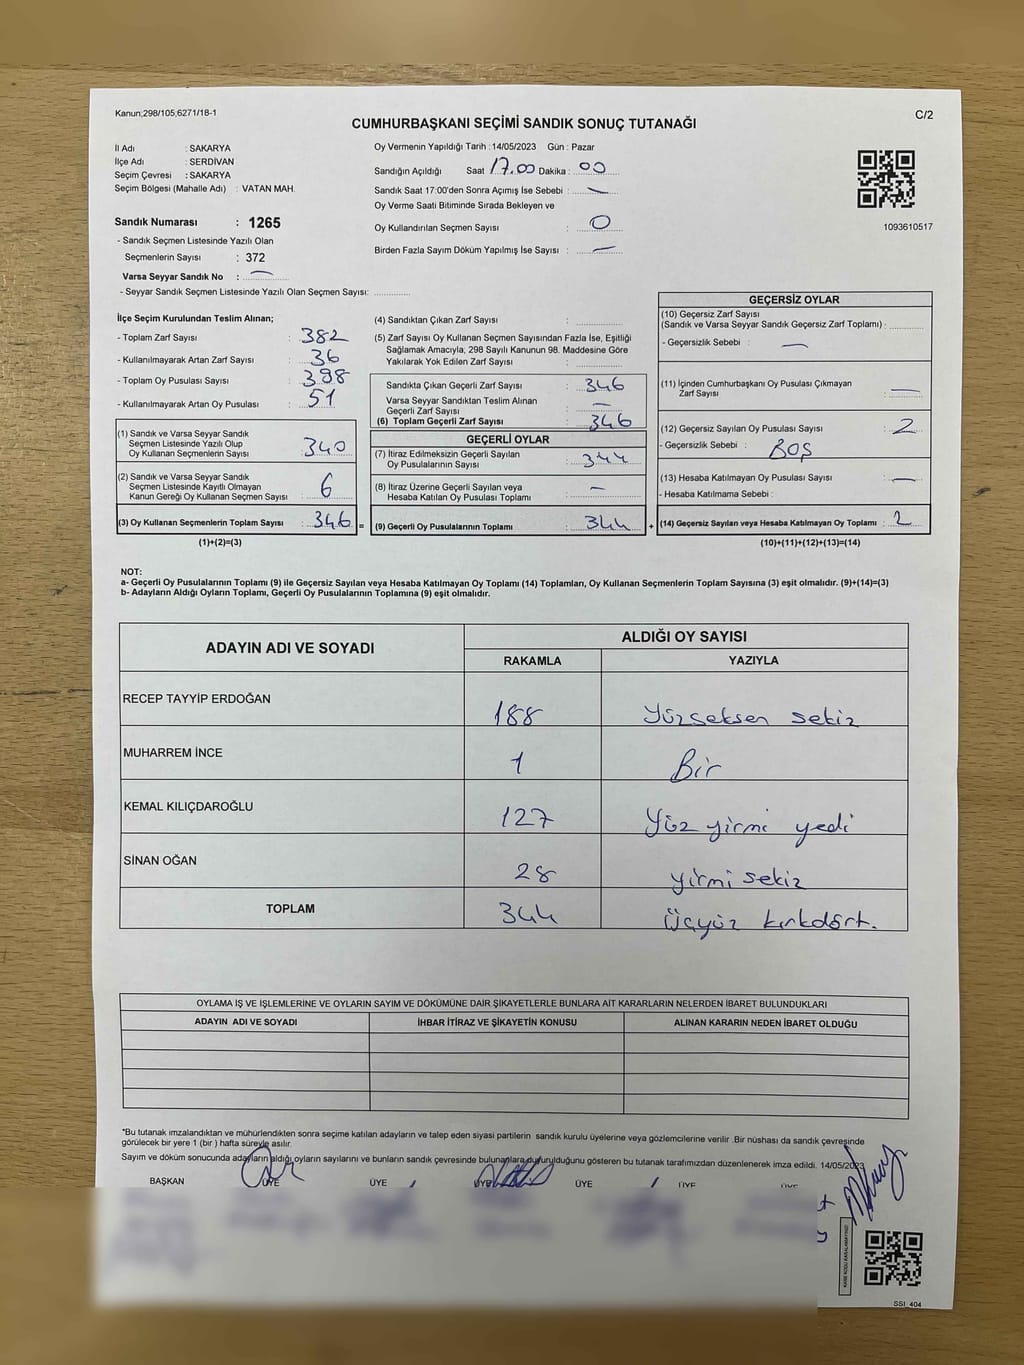 Kanun;298/105;6271/18-1
C/2
CUMHURBAŞKANI SEÇİMİ SANDIK SONUÇ TUTANAĞI
İl Adı : SAKARYA
İlçe Adı : SERDİVAN
Seçim Çevresi : SAKARYA
Seçim Bölgesi (Mahalle Adı) : VATAN MAH.
Sandık Numarası : 1265
- Sandık Seçmen Listesinde Yazılı Olan
Seçmenlerin Sayısı : 372
Varsa Seyyar Sandık No : —
- Seyyar Sandık Seçmen Listesinde Yazılı Olan Seçmen Sayısı:
Oy Vermenin Yapıldığı Tarih :14/05/2023 Gün : Pazar
Sandığın Açıldığı Saat 17.00 Dakika : 00
Sandık Saat 17:00'den Sonra Açımış İse Sebebi : —
Oy Verme Saati Bitiminde Sırada Bekleyen ve
Oy Kullandırılan Seçmen Sayısı : 0
Birden Fazla Sayım Döküm Yapılmış İse Sayısı : —
1093610517
İlçe Seçim Kurulundan Teslim Alınan;
- Toplam Zarf Sayısı : 382
- Kullanılmayarak Artan Zarf Sayısı : 36
- Toplam Oy Pusulası Sayısı : 398
- Kullanılmayarak Artan Oy Pusulası : 51
(1) Sandık ve Varsa Seyyar Sandık
Seçmen Listesinde Yazılı Olup
Oy Kullanan Seçmenlerin Sayısı : 340
(2) Sandık ve Varsa Seyyar Sandık
Seçmen Listesinde Kayıtlı Olmayan
Kanun Gereği Oy Kullanan Seçmen Sayısı : 6
(3) Oy Kullanan Seçmenlerin Toplam Sayısı : 346 =
(1)+(2)=(3)
(4) Sandıktan Çıkan Zarf Sayısı :
(5) Zarf Sayısı Oy Kullanan Seçmen Sayısından Fazla İse, Eşitliği
Sağlamak Amacıyla, 298 Sayılı Kanunun 98. Maddesine Göre
Yakılarak Yok Edilen Zarf Sayısı :
Sandıkta Çıkan Geçerli Zarf Sayısı : 346
Varsa Seyyar Sandıktan Teslim Alınan
Geçerli Zarf Sayısı : —
(6) Toplam Geçerli Zarf Sayısı : 346
GEÇERLİ OYLAR
(7) İtiraz Edilmeksizin Geçerli Sayılan
Oy Pusulalarının Sayısı : 344
(8) İtiraz Üzerine Geçerli Sayılan veya
Hesaba Katılan Oy Pusulası Toplamı : —
(9) Geçerli Oy Pusulalarının Toplamı : 344 +
GEÇERSİZ OYLAR
(10) Geçersiz Zarf Sayısı
(Sandık ve Varsa Seyyar Sandık Geçersiz Zarf Toplamı) :
- Geçersizlik Sebebi : —
(11) İçinden Cumhurbaşkanı Oy Pusulası Çıkmayan
Zarf Sayısı : —
(12) Geçersiz Sayılan Oy Pusulası Sayısı : 2
- Geçersizlik Sebebi : BOŞ
(13) Hesaba Katılmayan Oy Pusulası Sayısı : —
- Hesaba Katılmama Sebebi :
(14) Geçersiz Sayılan veya Hesaba Katılmayan Oy Toplamı : 2
(10)+(11)+(12)+(13)=(14)
NOT:
a- Geçerli Oy Pusulalarının Toplamı (9) ile Geçersiz Sayılan veya Hesaba Katılmayan Oy Toplamı (14) Toplamları, Oy Kullanan Seçmenlerin Toplam Sayısına (3) eşit olmalıdır. (9)+(14)=(3)
b- Adayların Aldığı Oyların Toplamı, Geçerli Oy Pusulalarının Toplamına (9) eşit olmalıdır.
ADAYIN ADI VE SOYADI ALDIĞI OY SAYISI
RAKAMLA YAZIYLA
RECEP TAYYİP ERDOĞAN 188 Yüzseksen sekiz
MUHARREM İNCE 1 Bir
KEMAL KILIÇDAROĞLU 127 Yüz yirmi yedi
SİNAN OĞAN 28 yirmi sekiz
TOPLAM 344 Üçyüz kırkdört.
OYLAMA İŞ VE İŞLEMLERİNE VE OYLARIN SAYIM VE DÖKÜMÜNE DAİR ŞİKAYETLERLE BUNLARA AİT KARARLARIN NELERDEN İBARET BULUNDUKLARI
ADAYIN ADI VE SOYADI İHBAR İTİRAZ VE ŞİKAYETİN KONUSU ALINAN KARARIN NEDEN İBARET OLDUĞU
*Bu tutanak imzalandıktan ve mühürlendikten sonra seçime katılan adayların ve talep eden siyasi partilerin sandık kurulu üyelerine veya gözlemcilerine verilir .Bir nüshası da sandık çevresinde
görülecek bir yere 1 (bir ) hafta süreyle asılır.
Sayım ve döküm sonucunda adayların aldığı oyların sayılarını ve bunların sandık çevresinde bulunanlara duyurulduğunu gösteren bu tutanak tarafımızdan düzenlenerek imza edildi. 14/05/2023
BAŞKAN ÜYE ÜYE ÜYE ÜYE ÜYE ÜYE
SSI_404